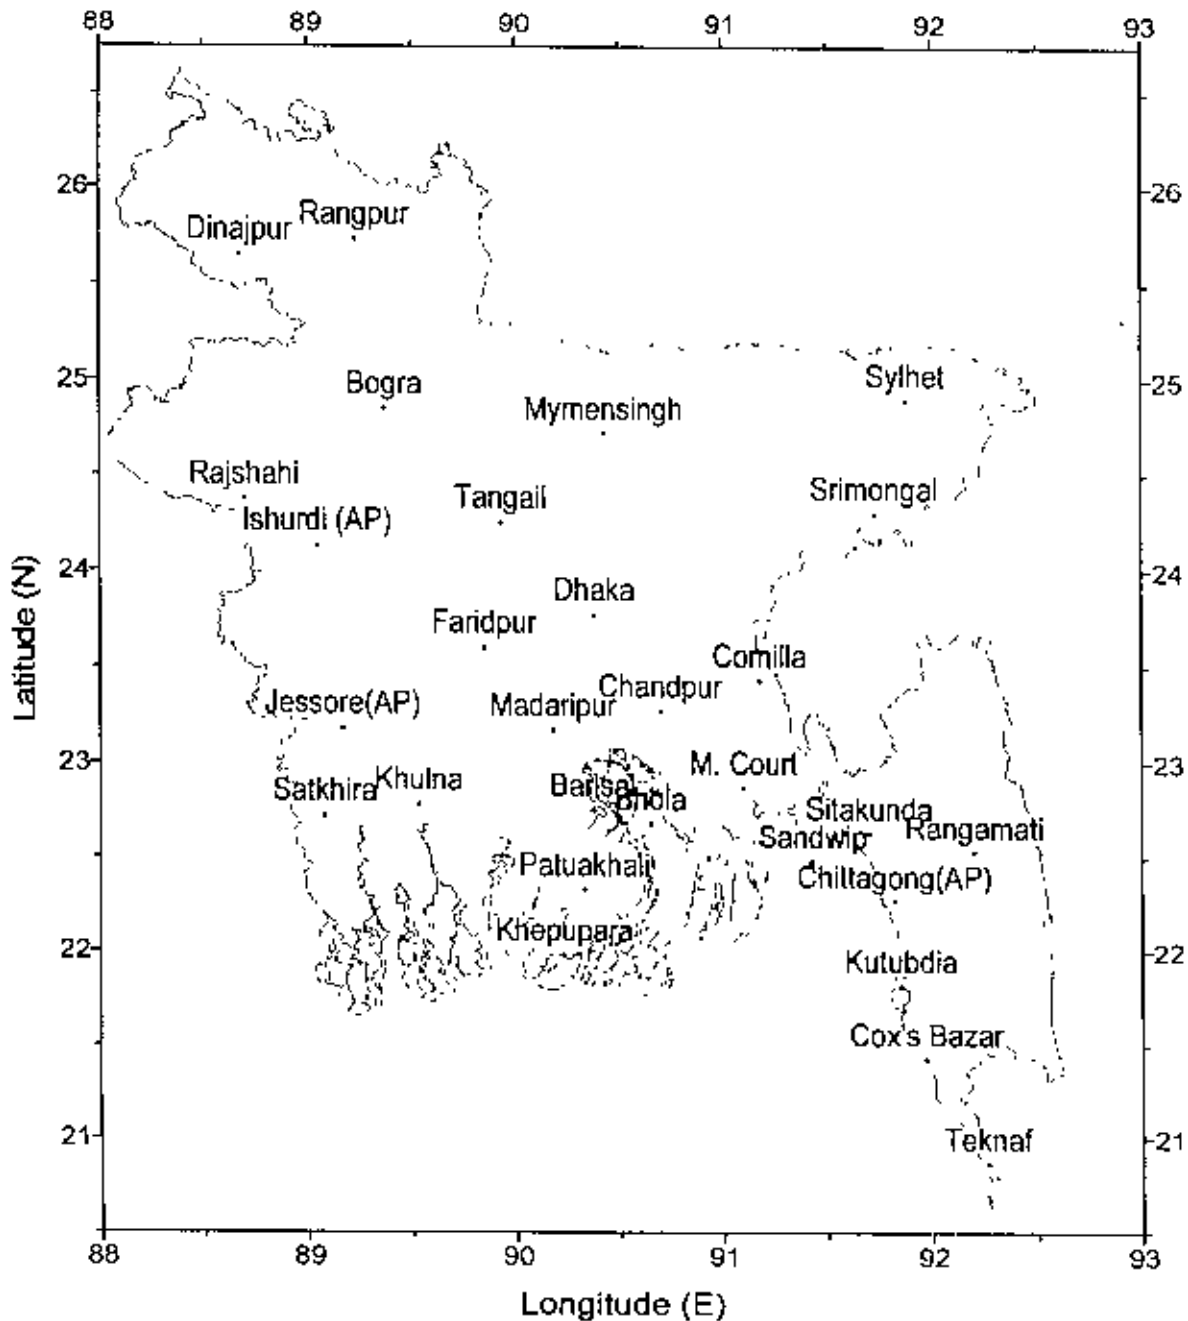 88 89 90 91 92 93
26 26
Rangpur
Dinajpur
25 25
Sylhet
Bogra
Mymensingh
Rajshahi
Srimongal
Tangail
Ishurdi (AP)
24 24
Dhaka
Faridpur
Comilla
Chandpur
Jessore(AP)
Madaripur
23 23
M. Court
Khulna
Barisal
Satkhira
Bhola
Sitakunda
Rangamati
Sandwip
Patuakhali
Chittagong(AP)
Khepupara
22 22
Kutubdia
Cox's Bazar
21 21
Teknaf
88 89 90 91 92 93
Latitude (N)
Longitude (E)